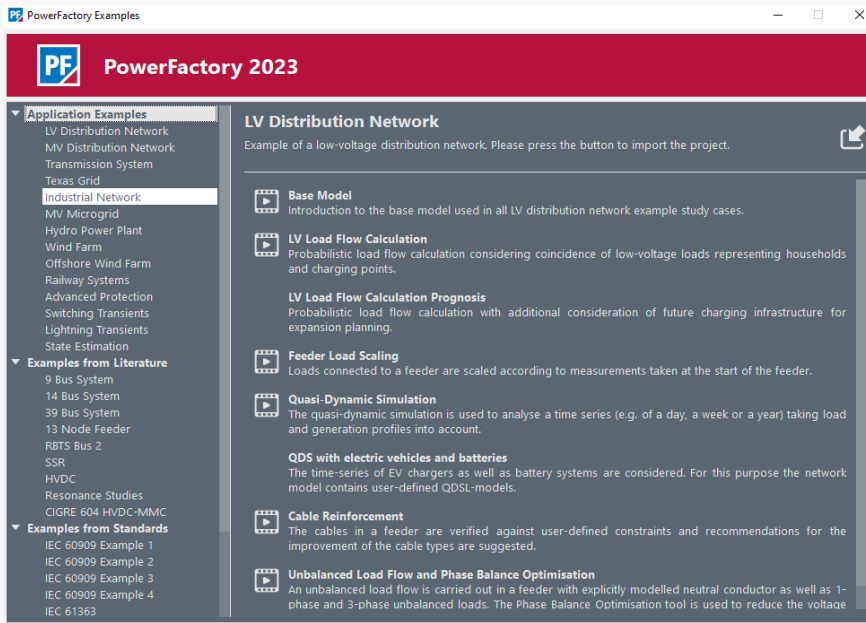 PowerFactory Examples
PowerFactory 2023
Application Examples
LV Distribution Network
MV Distribution Network
Transmission System
Texas Grid
Industrial Network
MV Microgrid
Hydro Power Plant
Wind Farm
Offshore Wind Farm
Railway Systems
Advanced Protection
Switching Transients
Lightning Transients
State Estimation
Examples from Literature
9 Bus System
14 Bus System
39 Bus System
13 Node Feeder
RBTS Bus 2
SSR
HVDC
Resonance Studies
CIGRE 604 HVDC-MMC
Examples from Standards
IEC 60909 Example 1
IEC 60909 Example 2
IEC 60909 Example 3
IEC 60909 Example 4
IEC 61363
LV Distribution Network
Example of a low-voltage distribution network. Please press the button to import the project.
Base Model
Introduction to the base model used in all LV distribution network example study cases.
LV Load Flow Calculation
Probabilistic load flow calculation considering coincidence of low-voltage loads representing households
and charging points.
LV Load Flow Calculation Prognosis
Probabilistic load flow calculation with additional consideration of future charging infrastructure for
expansion planning.
Feeder Load Scaling
Loads connected to a feeder are scaled according to measurements taken at the start of the feeder.
Quasi-Dynamic Simulation
The quasi-dynamic simulation is used to analyse a time series (e.g. of a day, a week or a year) taking load
and generation profiles into account.
QDS with electric vehicles and batteries
The time-series of EV chargers as well as battery systems are considered. For this purpose the network
model contains user-defined QDSL-models.
Cable Reinforcement
The cables in a feeder are verified against user-defined constraints and recommendations for the
improvement of the cable types are suggested.
Unbalanced Load Flow and Phase Balance Optimisation
An unbalanced load flow is carried out in a feeder with explicitly modelled neutral conductor as well as 1-
phase and 3-phase unbalanced loads. The Phase Balance Optimisation tool is used to reduce the voltage